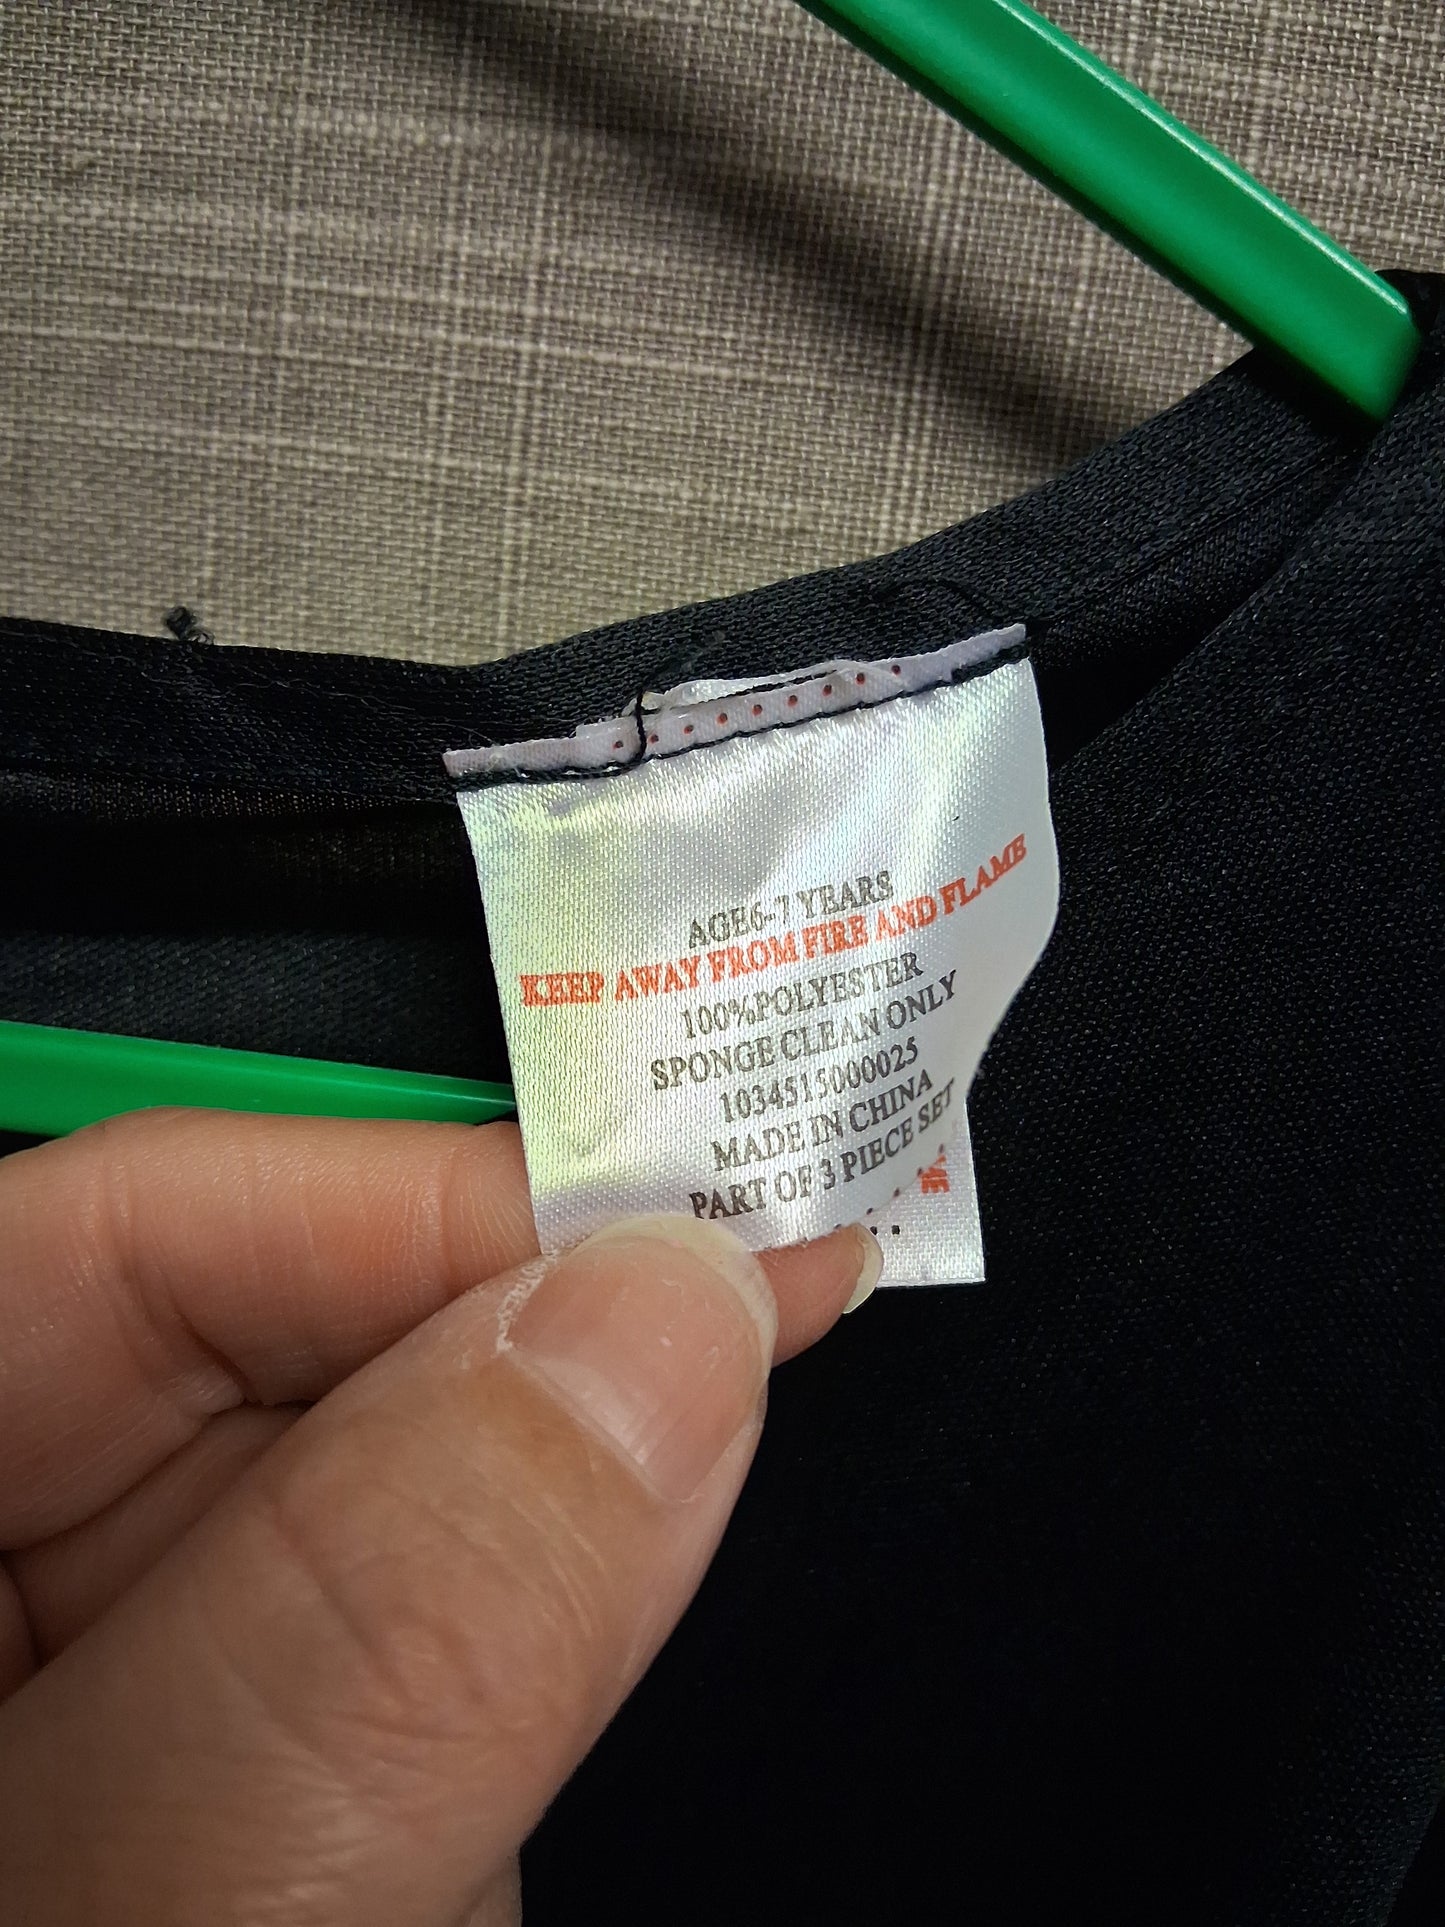 AGE6-7 YEARS
KEEP AWAY FROM FIRE AND FLAME
100%POLYESTER
SPONGE CLEAN ONLY
1034515000025
MADE IN CHINA
PART OF 3 PIECE SET